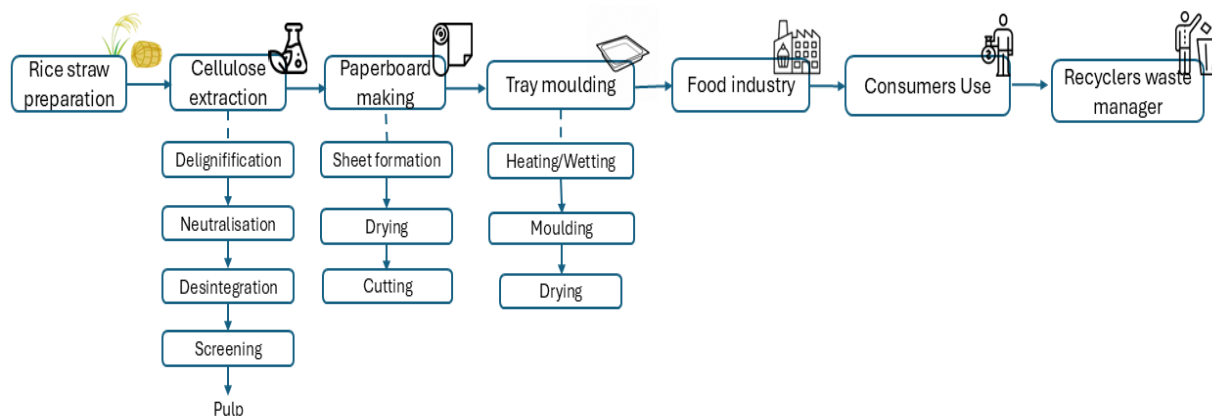 Rice straw
preparation
Cellulose
extraction
Paperboard
making
Tray moulding
Food industry
Consumers Use
Recyclers waste
manager
Delignifification
Sheet formation
Heating/Wetting
Neutralisation
Drying
Moulding
Desintegration
Cutting
Drying
Screening
Pulp